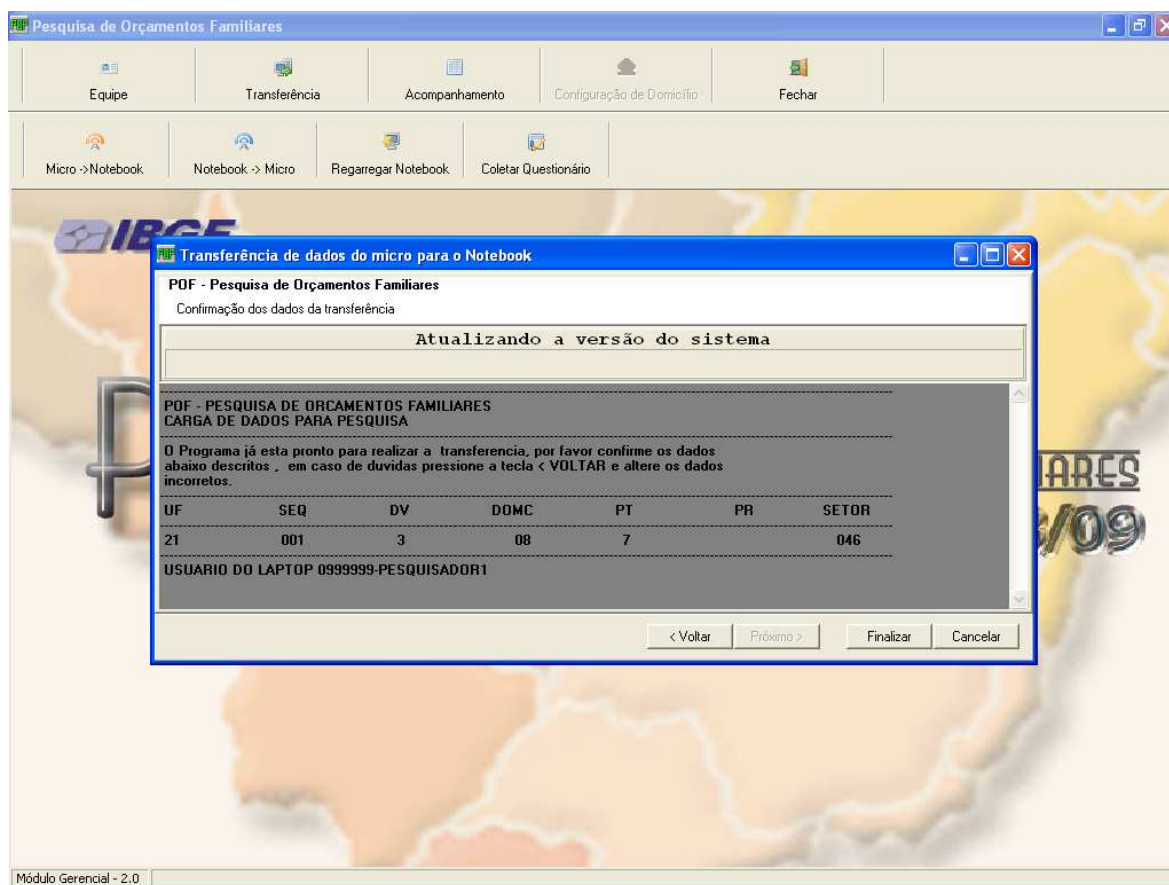 Pesquisa de Orçamentos Familiares
Equipe Transferência Acompanhamento Configuração de Domicílio Fechar
Micro ->Notebook Notebook -> Micro Regarregar Notebook Coletar Questionário
IBGE
Transferência de dados do micro para o Notebook
POF - Pesquisa de Orçamentos Familiares
Confirmação dos dados da transferência
Atualizando a versão do sistema
POF - PESQUISA DE ORCAMENTOS FAMILIARES
CARGA DE DADOS PARA PESQUISA
O Programa já esta pronto para realizar a transferencia, por favor confirme os dados
abaixo descritos , em caso de duvidas pressione a tecla < VOLTAR e altere os dados
incorretos.
UF SEQ DV DOMC PT PR SETOR
21 001 3 08 7 046
USUARIO DO LAPTOP 0999999-PESQUISADOR1
< Voltar Próximo > Finalizar Cancelar
Módulo Gerencial - 2.0